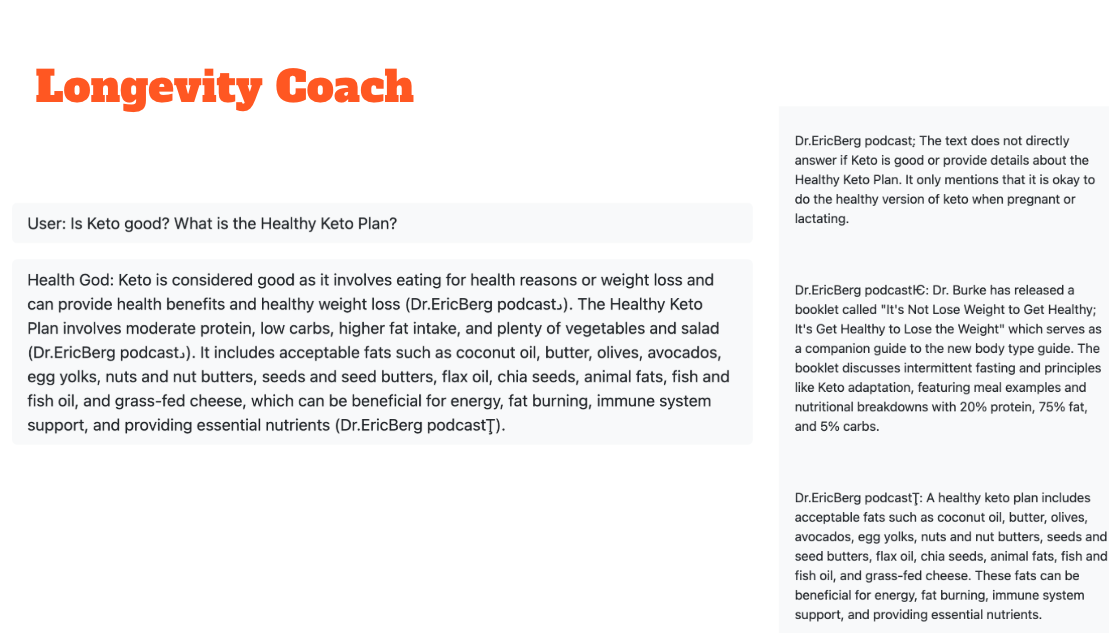 Longevity Coach
User: Is Keto good? What is the Healthy Keto Plan?
Health God: Keto is considered good as it involves eating for health reasons or weight loss and
can provide health benefits and healthy weight loss (Dr.EricBerg podcastد). The Healthy Keto
Plan involves moderate protein, low carbs, higher fat intake, and plenty of vegetables and salad
(Dr.EricBerg podcastد). It includes acceptable fats such as coconut oil, butter, olives, avocados,
egg yolks, nuts and nut butters, seeds and seed butters, flax oil, chia seeds, animal fats, fish and
fish oil, and grass-fed cheese, which can be beneficial for energy, fat burning, immune system
support, and providing essential nutrients (Dr.EricBerg podcastҬ).
Dr.EricBerg podcast; The text does not directly
answer if Keto is good or provide details about the
Healthy Keto Plan. It only mentions that it is okay to
do the healthy version of keto when pregnant or
lactating.
Dr.EricBerg podcastѤ: Dr. Burke has released a
booklet called "It's Not Lose Weight to Get Healthy;
It's Get Healthy to Lose the Weight" which serves as
a companion guide to the new body type guide. The
booklet discusses intermittent fasting and principles
like Keto adaptation, featuring meal examples and
nutritional breakdowns with 20% protein, 75% fat,
and 5% carbs.
Dr.EricBerg podcastҬ: A healthy keto plan includes
acceptable fats such as coconut oil, butter, olives,
avocados, egg yolks, nuts and nut butters, seeds and
seed butters, flax oil, chia seeds, animal fats, fish and
fish oil, and grass-fed cheese. These fats can be
beneficial for energy, fat burning, immune system
support, and providing essential nutrients.